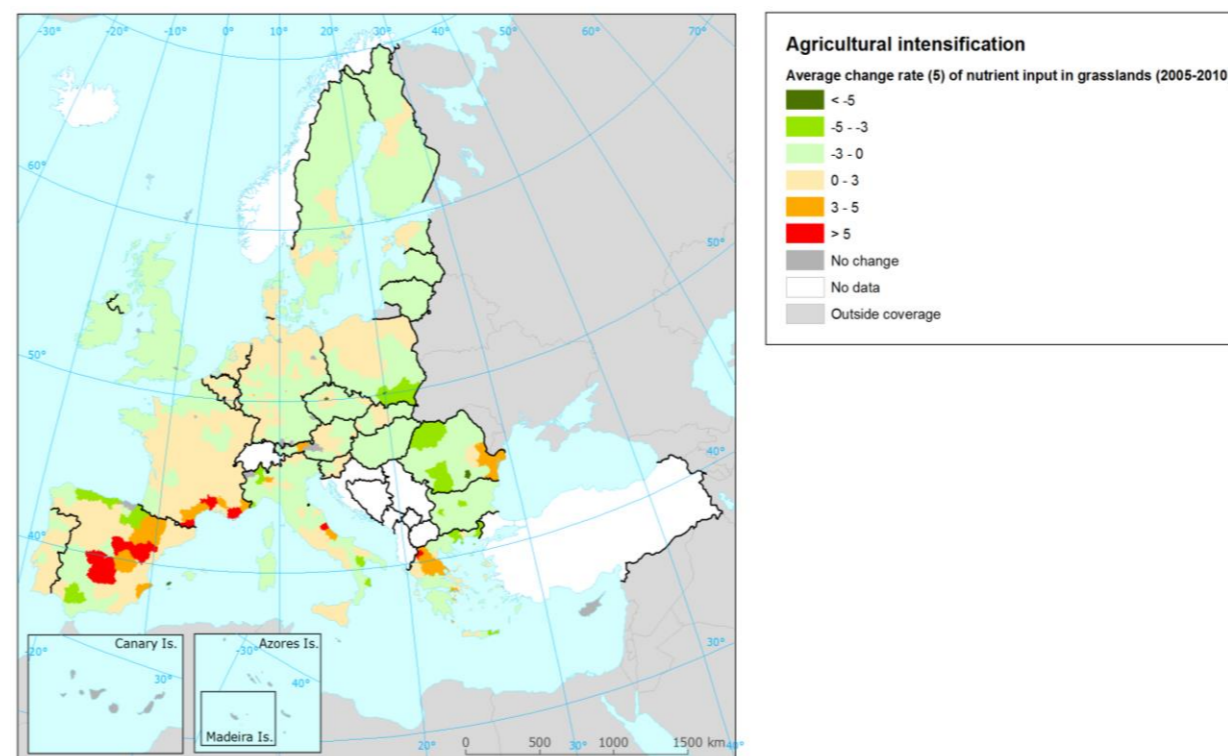 -30° -20° -10° 0° 10° 20° 30° 40° 50° 60° 70°
60°
50°
50°
40°
40°
30°
Canary Is.
-20°
30°
Azores Is.
-30°
40°
Madeira Is.
0° 10° 20° 30° 40°
0 500 1000 1500 km
Agricultural intensification
Average change rate (5) of nutrient input in grasslands (2005-2010
< -5
-5 - -3
-3 - 0
0 - 3
3 - 5
> 5
No change
No data
Outside coverage